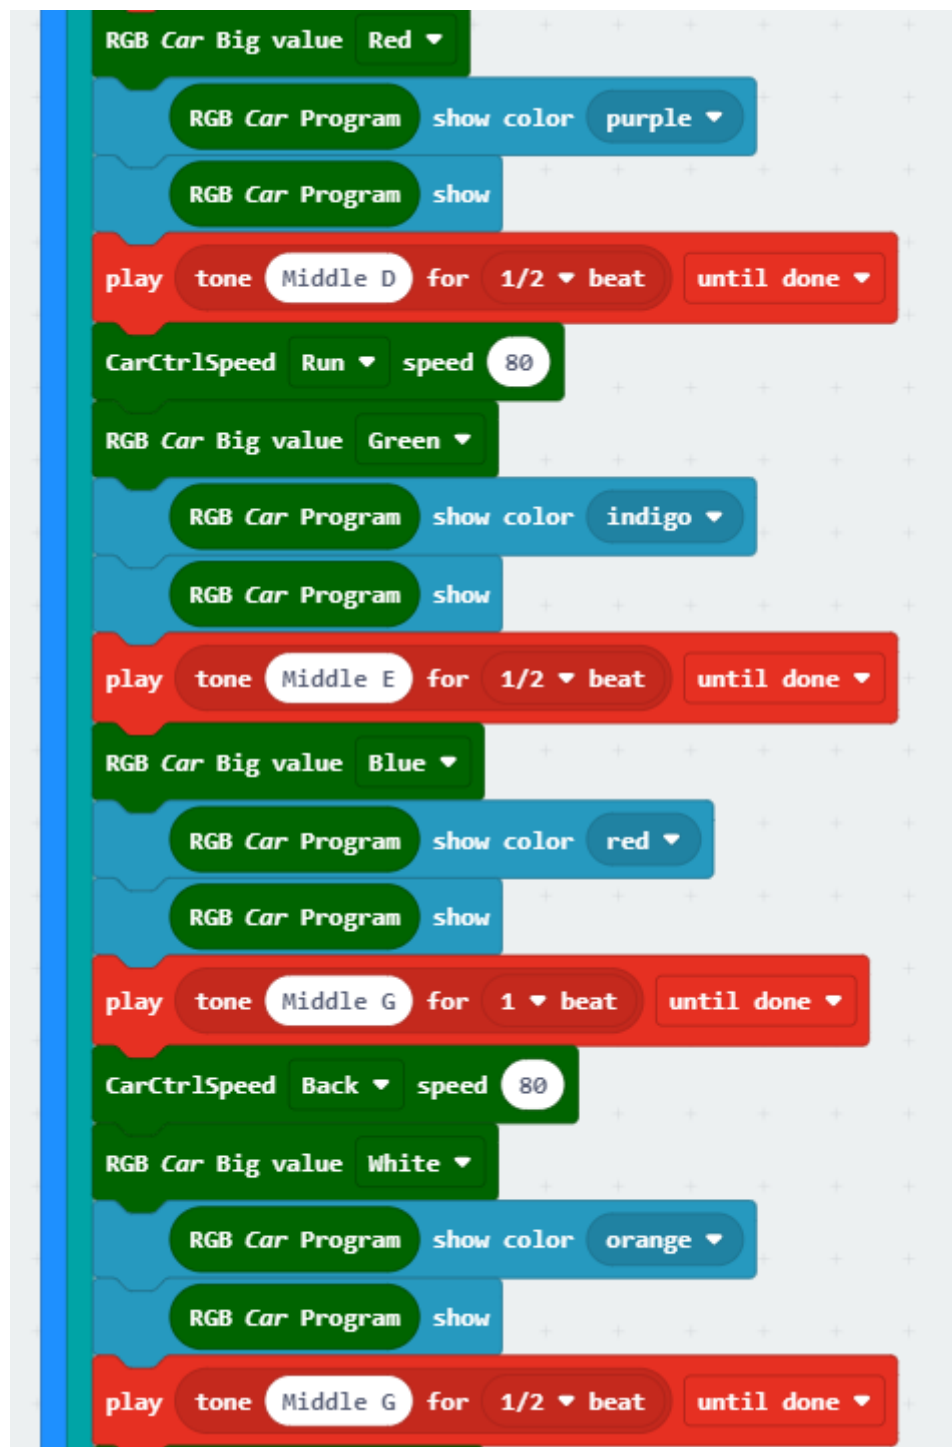 RGB Car Big value Red
RGB Car Program show color purple
RGB Car Program show
play tone Middle D for 1/2 beat until done
CarCtrlSpeed Run speed 80
RGB Car Big value Green
RGB Car Program show color indigo
RGB Car Program show
play tone Middle E for 1/2 beat until done
RGB Car Big value Blue
RGB Car Program show color red
RGB Car Program show
play tone Middle G for 1 beat until done
CarCtrlSpeed Back speed 80
RGB Car Big value White
RGB Car Program show color orange
RGB Car Program show
play tone Middle G for 1/2 beat until done